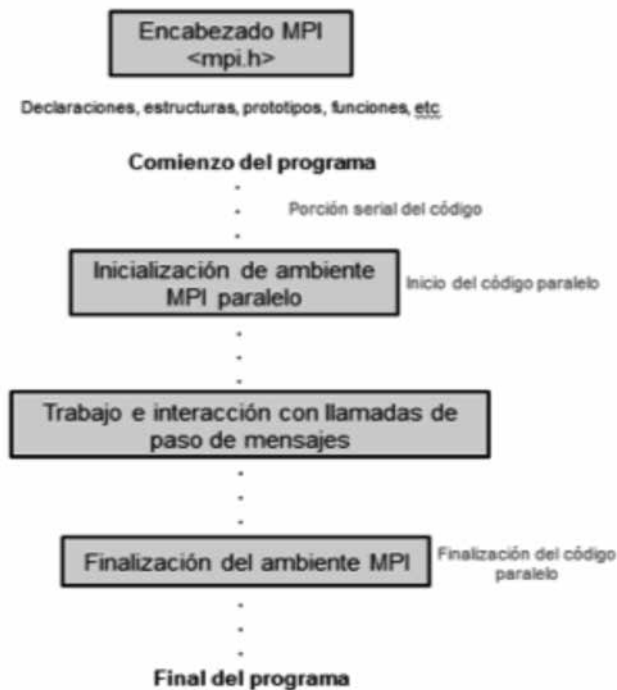 Encabezado MPI
<mpi.h>
Declaraciones, estructuras, prototipos, funciones, etc
Comienzo del programa
Porción serial del código
Inicialización de ambiente
MPI paralelo
Inicio del código paralelo
Trabajo e interacción con llamadas de
paso de mensajes
Finalización del ambiente MPI
Finalización del código
paralelo
Final del programa